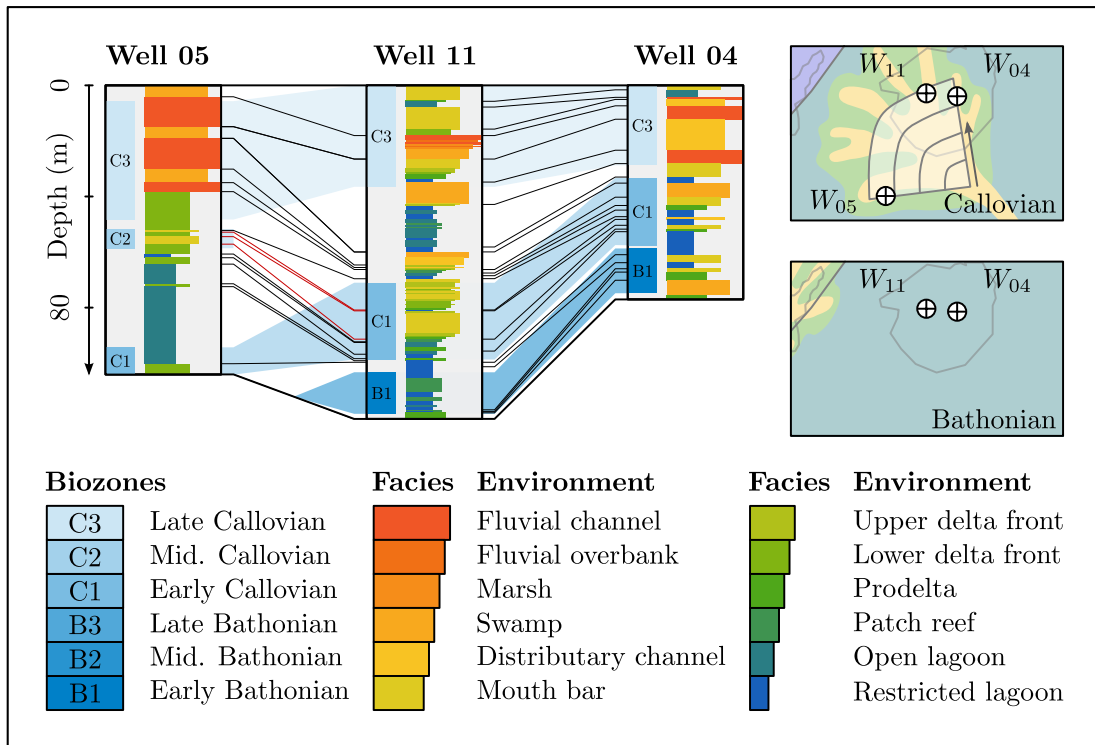 Well 05
Well 11
Well 04
0
80
Depth (m)
C3
C2
C1
C3
C1
B1
C3
C1
B1
W11
W04
W05
Callovian
W11
W04
Bathonian
Biozones
C3 Late Callovian
C2 Mid. Callovian
C1 Early Callovian
B3 Late Bathonian
B2 Mid. Bathonian
B1 Early Bathonian
Facies Environment
Fluvial channel
Fluvial overbank
Marsh
Swamp
Distributary channel
Mouth bar
Facies Environment
Upper delta front
Lower delta front
Prodelta
Patch reef
Open lagoon
Restricted lagoon